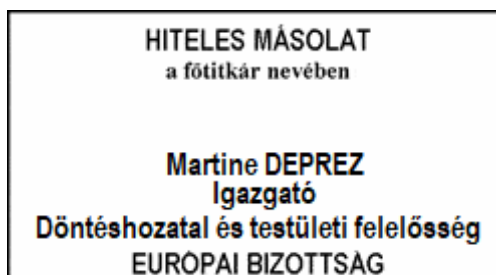 HITELES MÁSOLAT
a főtitkár nevében
Martine DEPREZ
Igazgató
Döntéshozatal és testületi felelősség
EURÓPAI BIZOTTSÁG